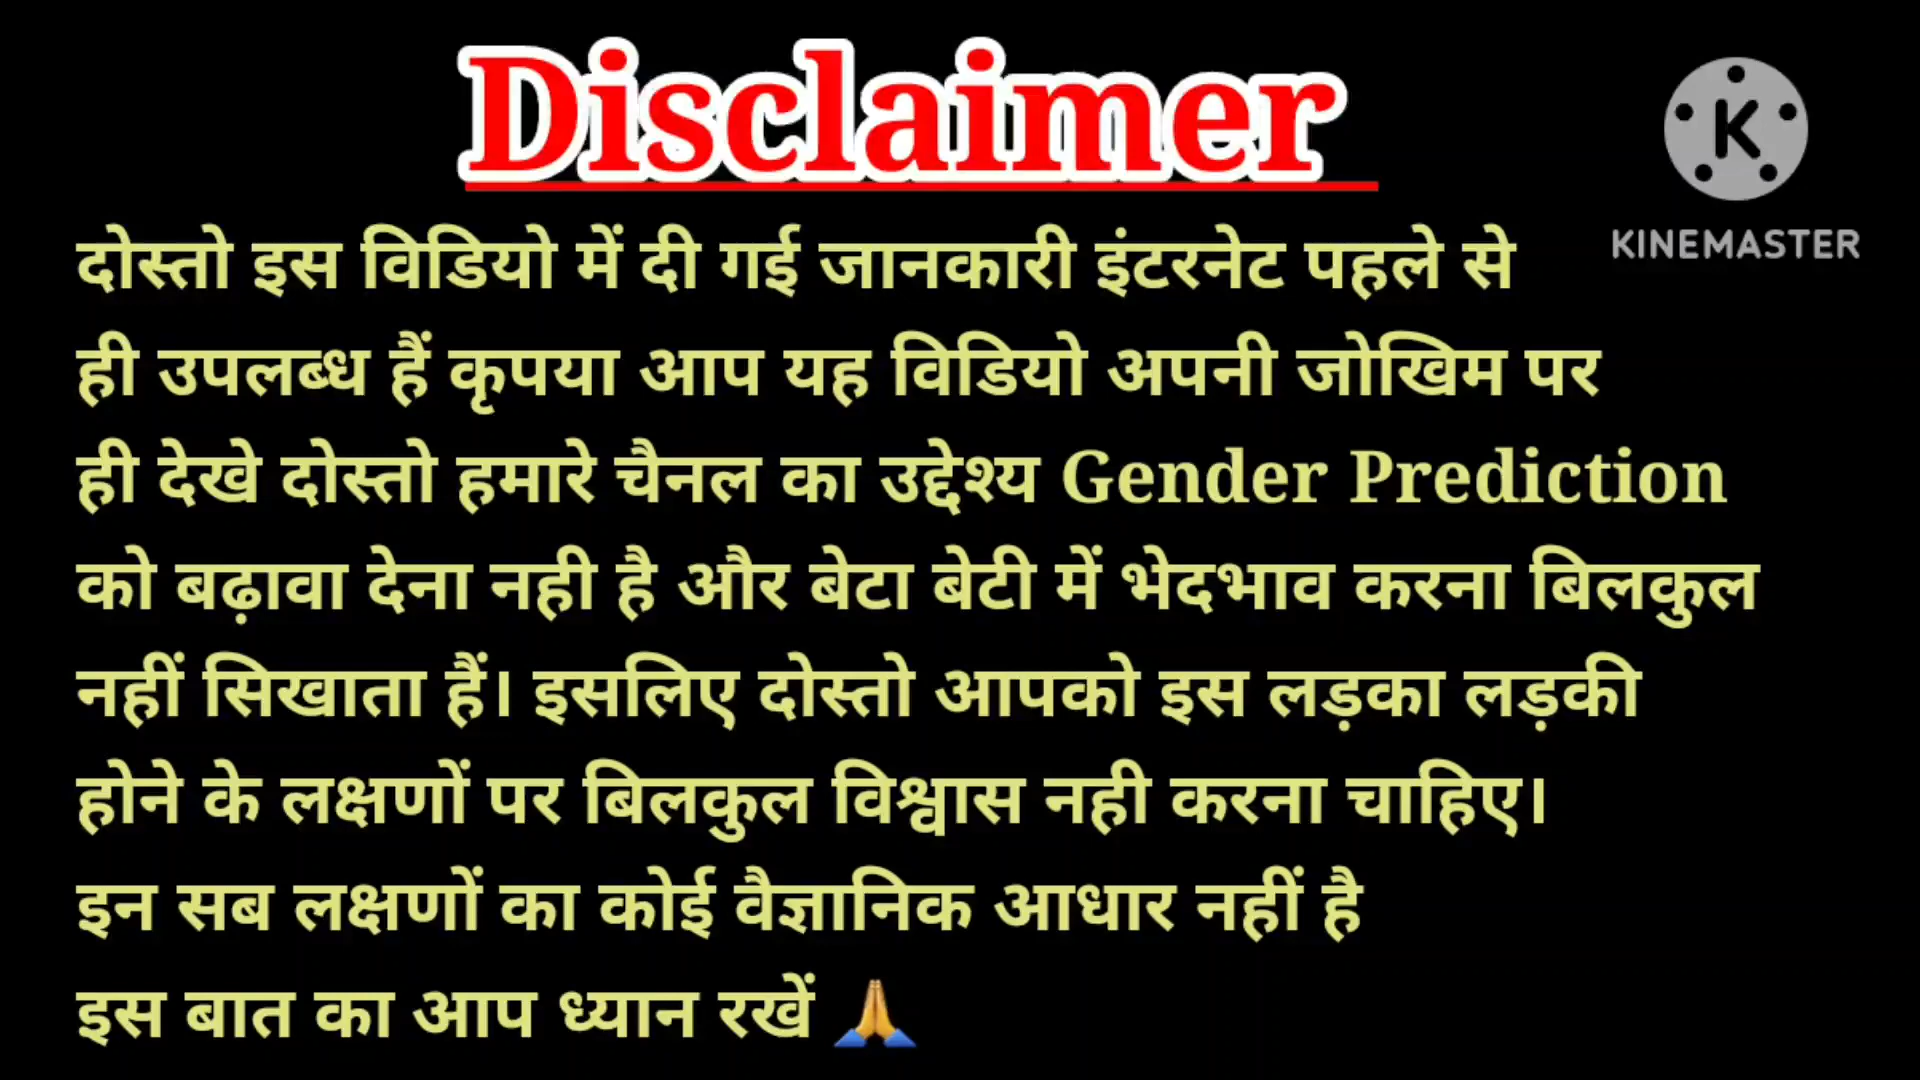 Disclaimer
KINEMASTER
दोस्तो इस विडियो में दी गई जानकारी इंटरनेट पहले से
ही उपलब्ध हैं कृपया आप यह विडियो अपनी जोखिम पर
ही देखे दोस्तो हमारे चैनल का उद्देश्य Gender Prediction
को बढ़ावा देना नही है और बेटा बेटी में भेदभाव करना बिलकुल
नहीं सिखाता हैं। इसलिए दोस्तो आपको इस लड़का लड़की
होने के लक्षणों पर बिलकुल विश्वास नही करना चाहिए।
इन सब लक्षणों का कोई वैज्ञानिक आधार नहीं है
इस बात का आप ध्यान रखें 🙏